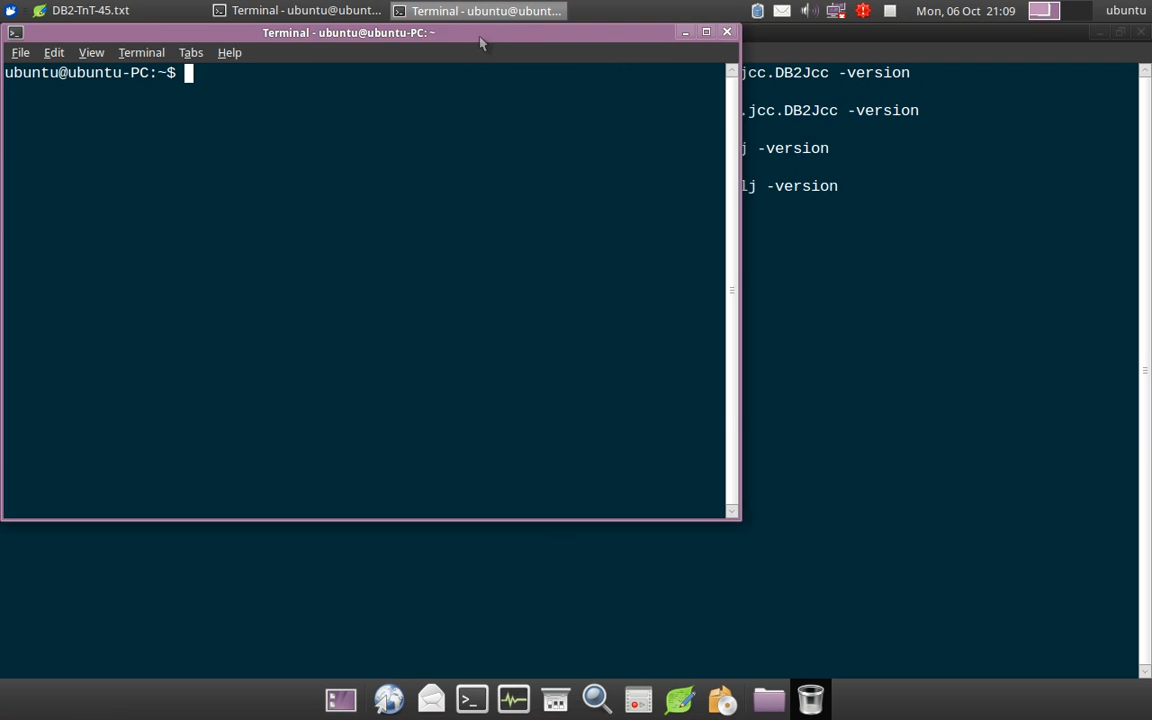 DB2-TnT-45.txt
Terminal - ubuntu@ubunt...
Terminal - ubuntu@ubunt...
Mon, 06 Oct 21:09
ubuntu
Terminal - ubuntu@ubuntu-PC: ~
File Edit View Terminal Tabs Help
ubuntu@ubuntu-PC:~$
jcc.DB2Jcc -version
.jcc.DB2Jcc -version
j -version
lj -version